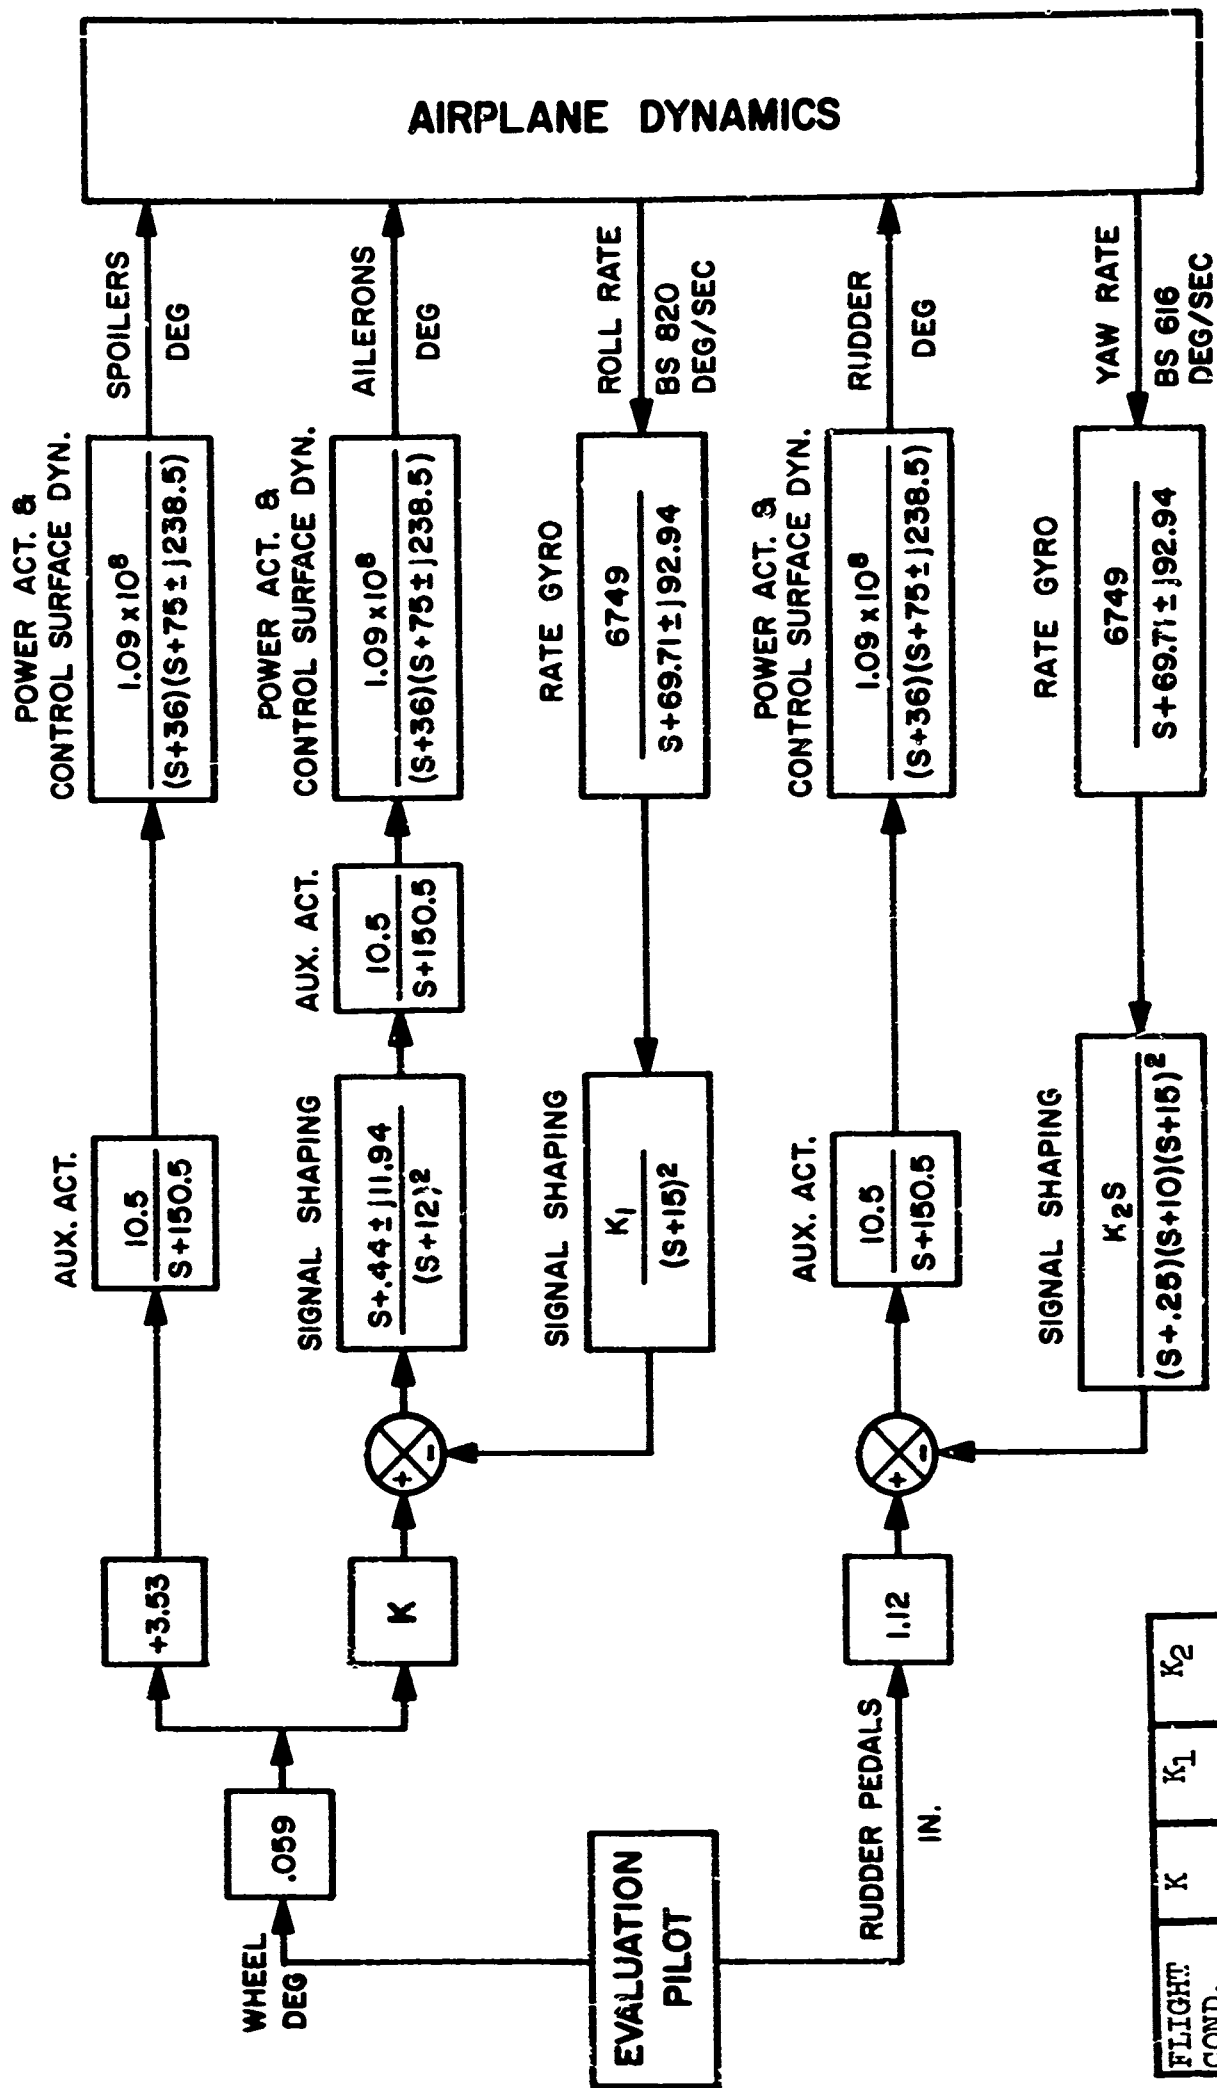 POWER ACT. &
CONTROL SURFACE DYN.
AUX. ACT.
+3.53
10.5
S+150.5
1.09 x 10⁸
(S+36)(S+75±j238.5)
SPOILERS
DEG
WHEEL
DEG
.059
K
SIGNAL SHAPING
S+.44±j11.94
(S+12)²
AUX. ACT.
10.5
S+150.5
POWER ACT. &
CONTROL SURFACE DYN.
1.09 x 10⁸
(S+36)(S+75±j238.5)
AILERONS
DEG
+
-
SIGNAL SHAPING
K₁
(S+15)²
RATE GYRO
6749
S+69.71±j92.94
ROLL RATE
BS 820
DEG/SEC
AIRPLANE DYNAMICS
EVALUATION
PILOT
RUDDER PEDALS
IN.
1.12
+
-
AUX. ACT.
10.5
S+150.5
POWER ACT. &
CONTROL SURFACE DYN.
1.09 x 10⁸
(S+36)(S+75±j238.5)
RUDDER
DEG
SIGNAL SHAPING
K₂S
(S+.25)(S+10)(S+15)²
RATE GYRO
6749
S+69.71±j92.94
YAW RATE
BS 616
DEG/SEC
FLIGHT
COND.
K
K₁
K₂